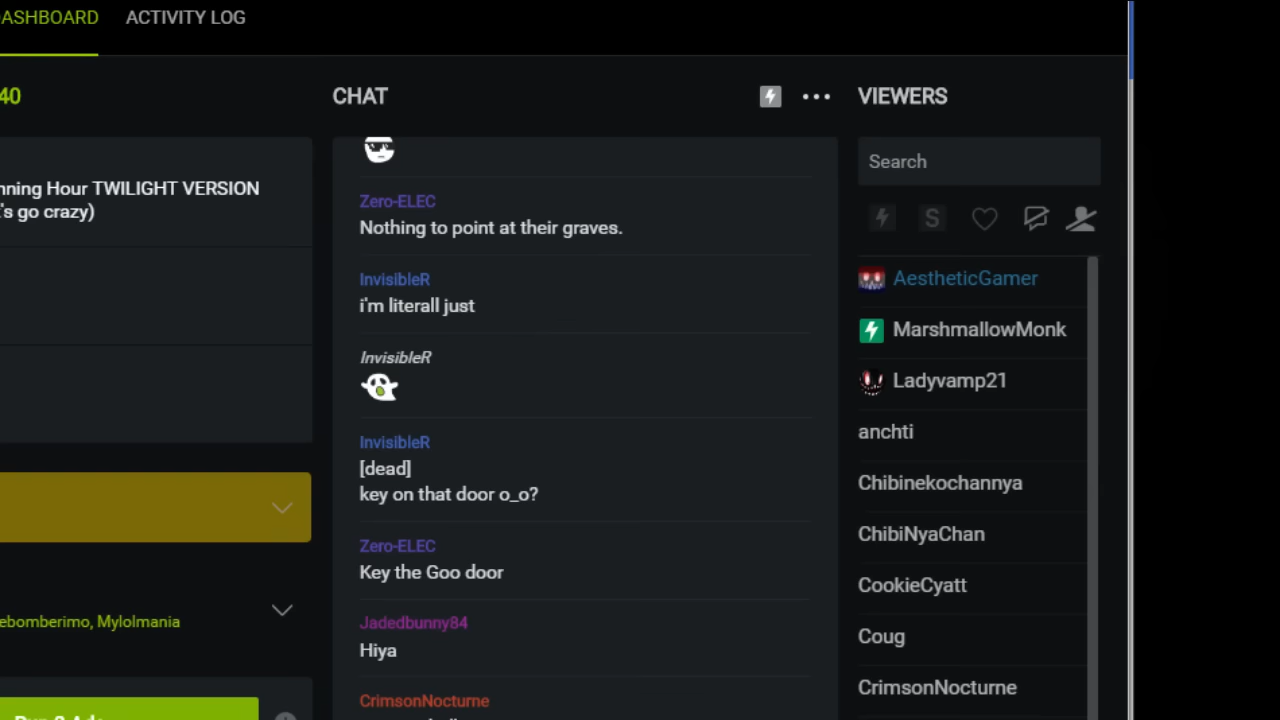 DASHBOARD
ACTIVITY LOG
40
nning Hour TWILIGHT VERSION
's go crazy)
ebomberimo, Mylolmania
CHAT
Zero-ELEC
Nothing to point at their graves.
InvisibleR
i'm literall just
InvisibleR
InvisibleR
[dead]
key on that door o_o?
Zero-ELEC
Key the Goo door
Jadedbunny84
Hiya
CrimsonNocturne
VIEWERS
Search
S
AestheticGamer
MarshmallowMonk
Ladyvamp21
anchti
Chibinekochannya
ChibiNyaChan
CookieCyatt
Coug
CrimsonNocturne